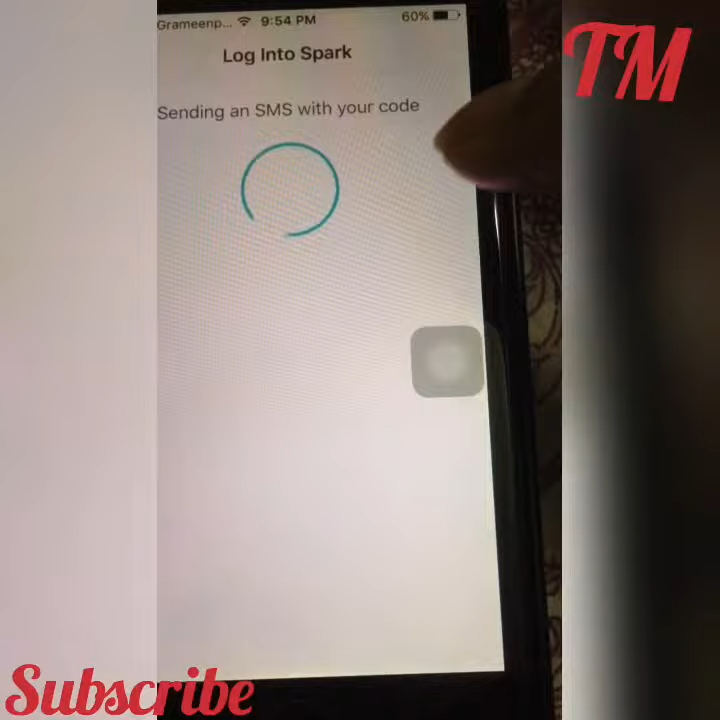 Grameenp... 9:54 PM 60%
TM
Log Into Spark
Sending an SMS with your code
Subscribe